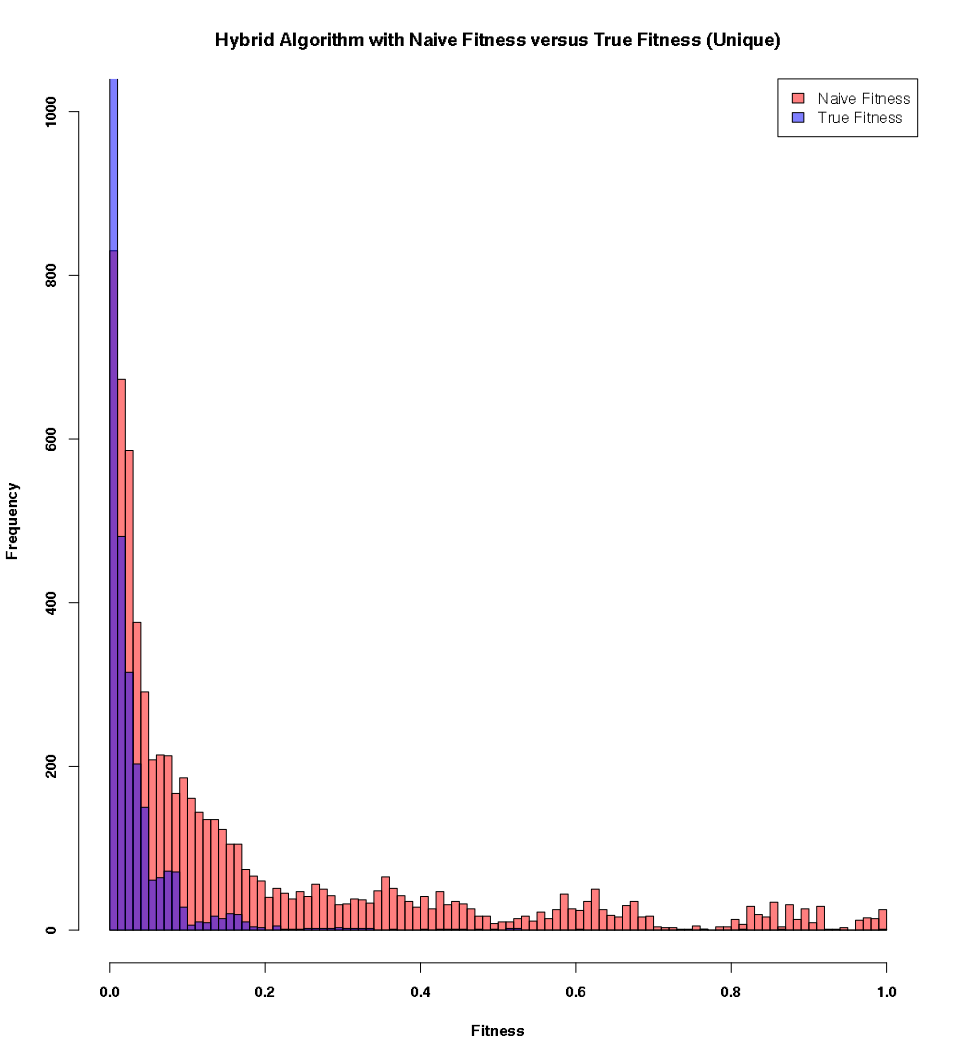 Hybrid Algorithm with Naive Fitness versus True Fitness (Unique)
Naive Fitness
True Fitness
1000
800
600
400
200
0
Frequency
0.0 0.2 0.4 0.6 0.8 1.0
Fitness